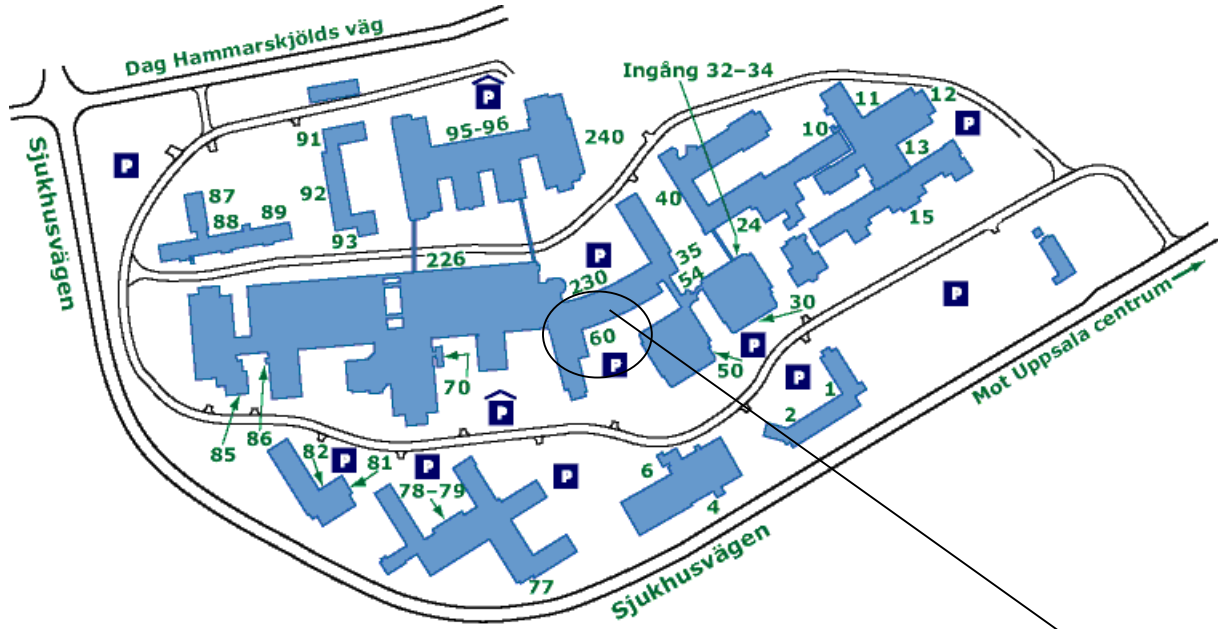 Dag Hammarskjölds väg
P
Ingång 32–34
12
11
95-96
P
10
91
240
13
P
Sjukhusvägen
87
92
40
88
89
15
24
93
P
35
226
230
54
P
30
Mot Uppsala centrum
60
P
P
50
70
P
1
P
2
85
86
82
P
81
P
P
6
78–79
4
77
Sjukhusvägen